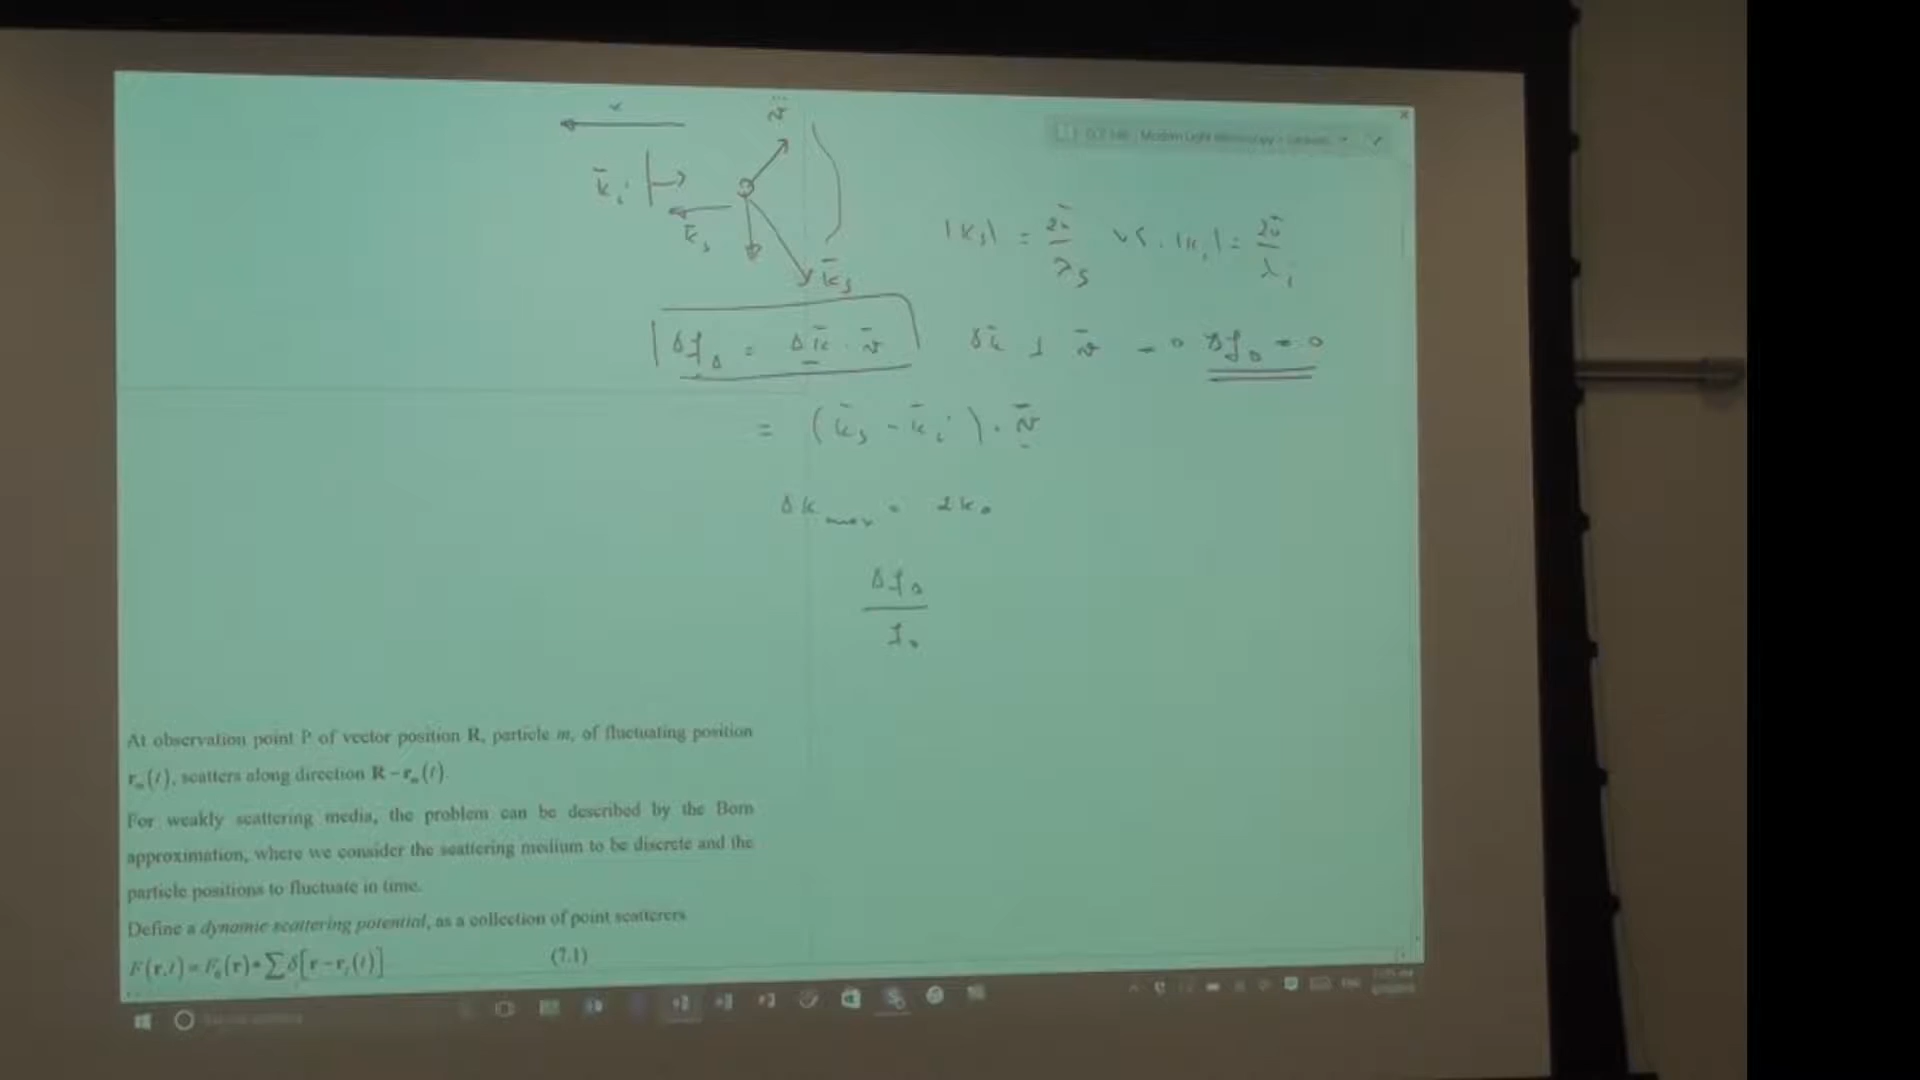 v̄
k̄i
k̄s
k̄s
|ks| = 2π/λs vs. |ki| = 2π/λi
Δf_D = Δk̄ · v̄ Δk̄ ⊥ v̄ → Δf_D = 0
= (k̄s - k̄i) · v̄
Δk max = 2k₀
Δf_D
f₀
At observation point P of vector position R, particle m, of fluctuating position
rₘ(t), scatters along direction R − rₘ(t).
For weakly scattering media, the problem can be described by the Born
approximation, where we consider the scattering medium to be discrete and the
particle positions to fluctuate in time.
Define a dynamic scattering potential, as a collection of point scatterers
F(r,t) = F₀(r) * ∑ δ[r − rᵢ(t)] (7.1)